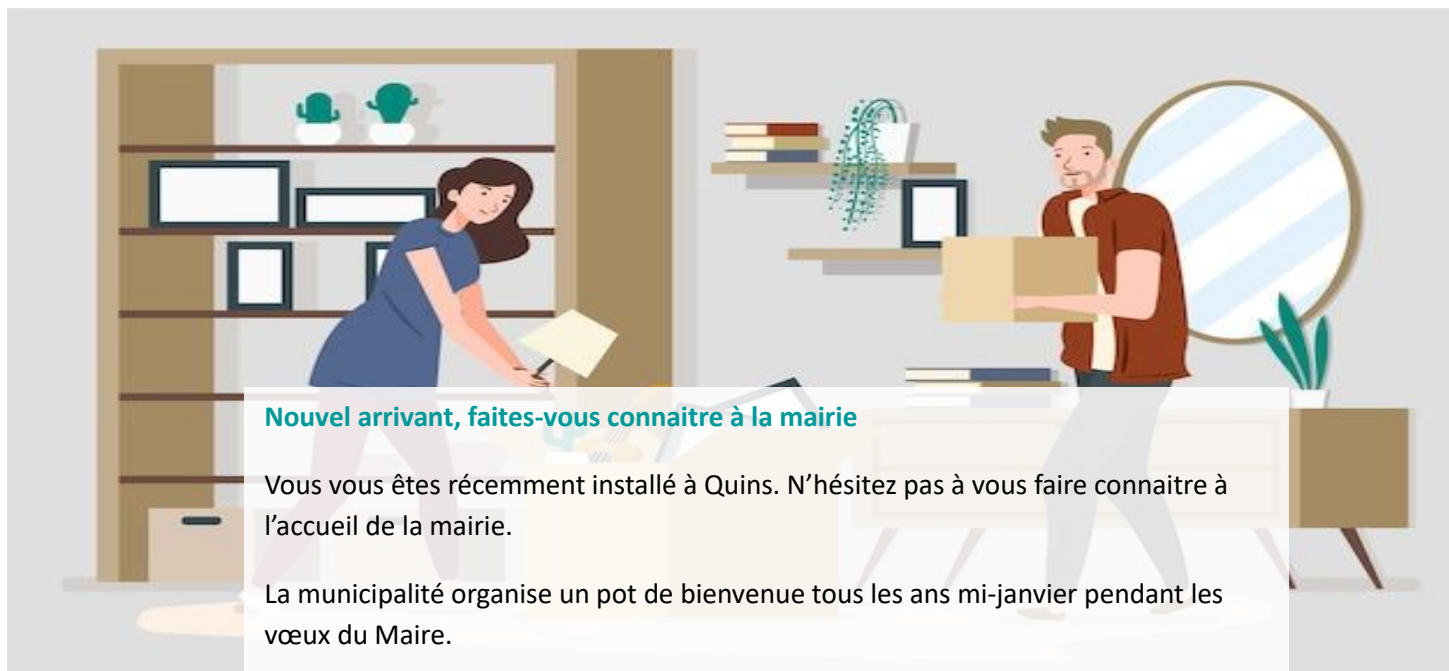 Nouvel arrivant, faites-vous connaitre à la mairie
Vous vous êtes récemment installé à Quins. N’hésitez pas à vous faire connaitre à
l’accueil de la mairie.
La municipalité organise un pot de bienvenue tous les ans mi-janvier pendant les
vœux du Maire.